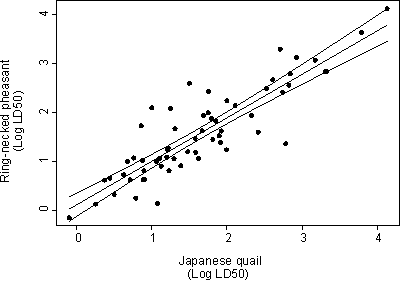 Ring-necked pheasant
(Log LD50)
4
3
2
1
0
0 1 2 3 4
Japanese quail
(Log LD50)